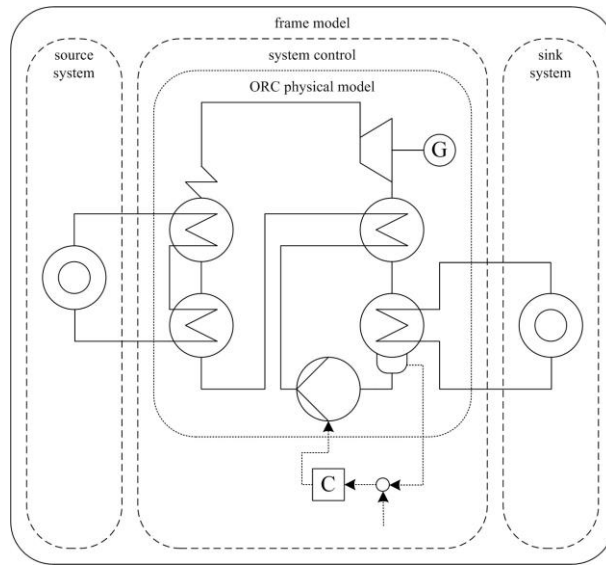 frame model
source
system
system control
sink
system
ORC physical model
G
C